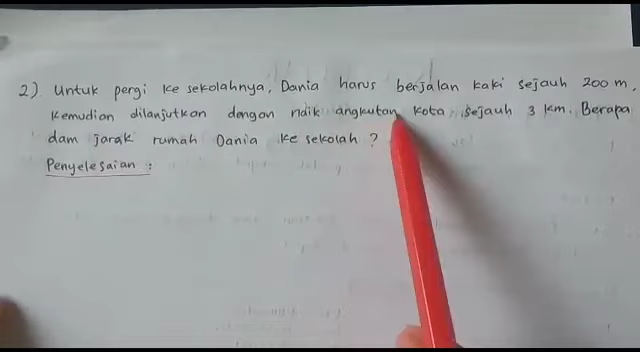 2) Untuk pergi ke sekolahnya, Dania harus berjalan kaki sejauh 200 m,
kemudian dilanjutkan dengan naik angkutan kota sejauh 3 km. Berapa
dam jarak rumah Dania ke sekolah ?
Penyelesaian :